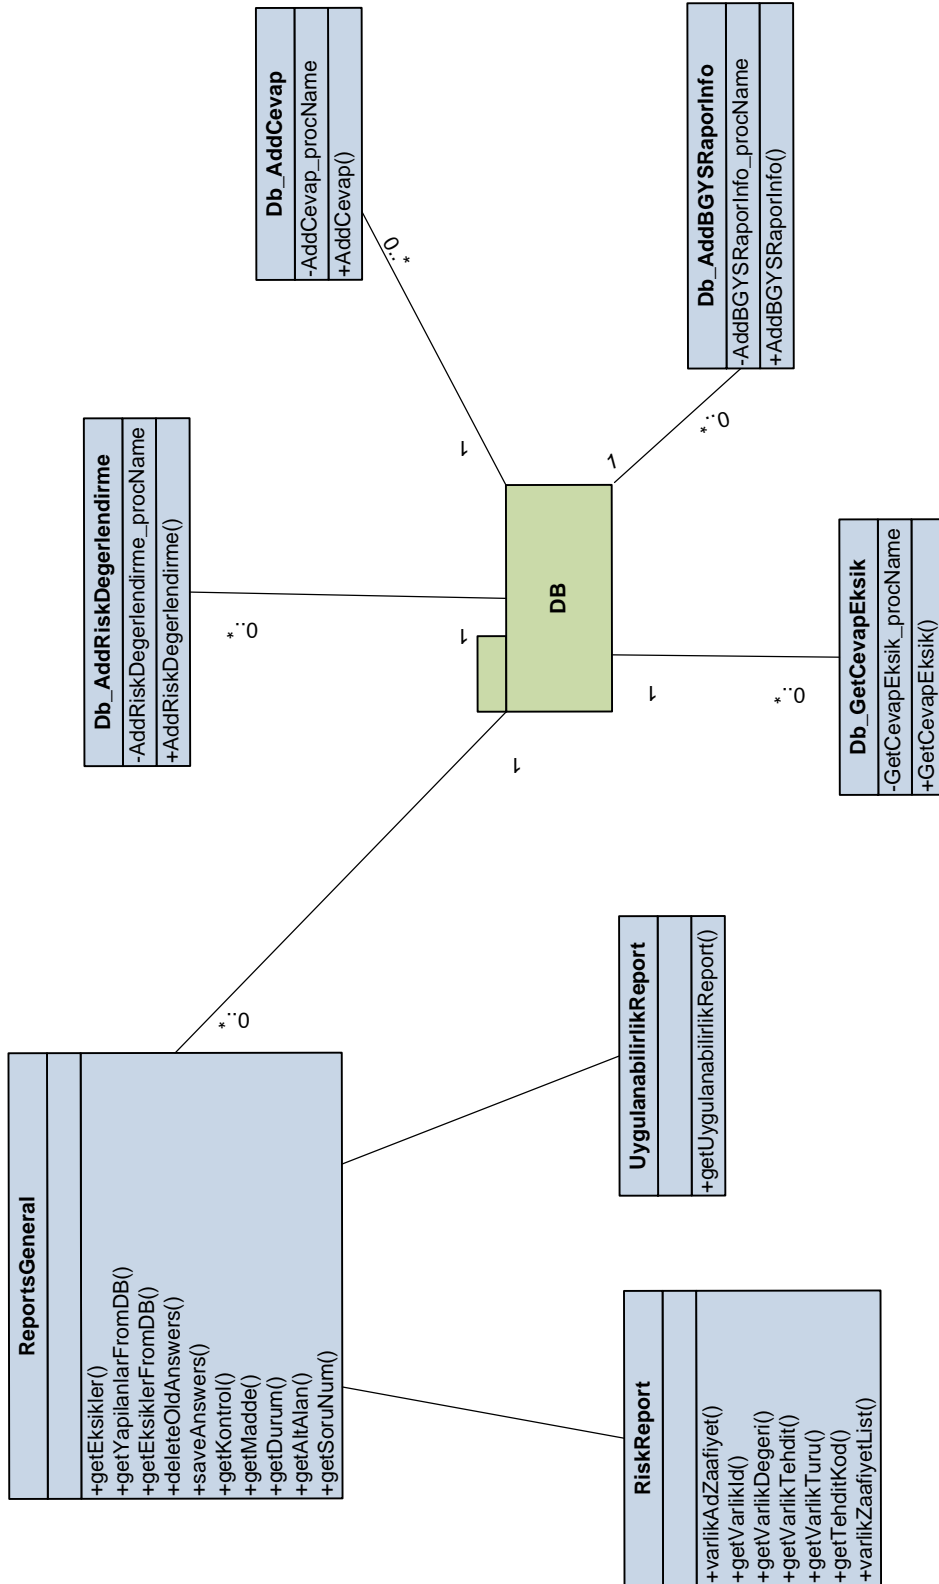 ReportsGeneral
+getEksikler()
+getYapilanlarFromDB()
+getEksiklerFromDB()
+deleteOldAnswers()
+saveAnswers()
+getKontrol()
+getMadde()
+getDurum()
+getAltAlan()
+getSoruNum()
0..*
1
Db_AddRiskDegerlendirme
-AddRiskDegerlendirme_procName
+AddRiskDegerlendirme()
0..*
1
Db_AddCevap
-AddCevap_procName
+AddCevap()
0..*
1
DB
Db_AddBGYSRaporInfo
-AddBGYSRaporInfo_procName
+AddBGYSRaporInfo()
0..*
1
Db_GetCevapEksik
-GetCevapEksik_procName
+GetCevapEksik()
0..*
1
UygulanabilirlikReport
+getUygulanabilirlikReport()
RiskReport
+varlikAdZaafiyet()
+getVarlikId()
+getVarlikDegeri()
+getVarlikTehdit()
+getVarlikTuru()
+getTehditKod()
+varlikZaafiyetList()